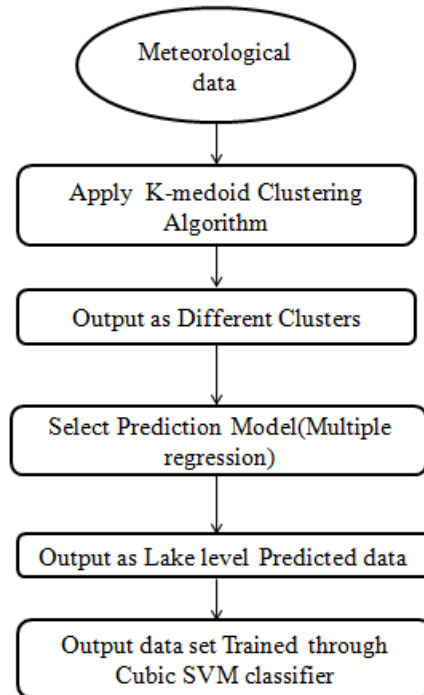 Meteorological
data
Apply K-medoid Clustering
Algorithm
Output as Different Clusters
Select Prediction Model(Multiple
regression)
Output as Lake level Predicted data
Output data set Trained through
Cubic SVM classifier